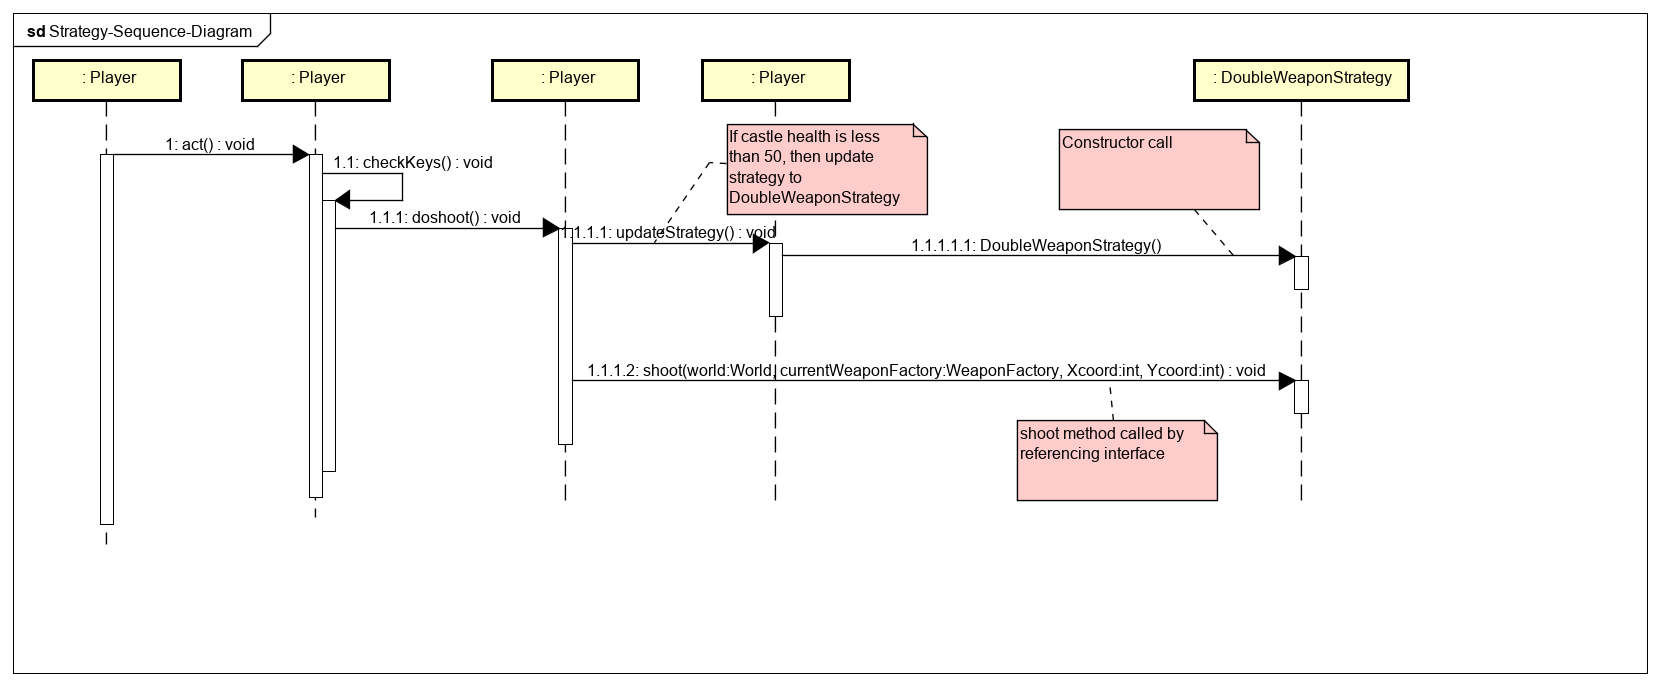 sd Strategy-Sequence-Diagram
: Player
: Player
: Player
: Player
: DoubleWeaponStrategy
1: act() : void
1.1: checkKeys() : void
1.1.1: doshoot() : void
If castle health is less
than 50, then update
strategy to
DoubleWeaponStrategy
Constructor call
1.1.1.1: updateStrategy() : void
1.1.1.1.1: DoubleWeaponStrategy()
1.1.1.2: shoot(world:World, currentWeaponFactory:WeaponFactory, Xcoord:int, Ycoord:int) : void
shoot method called by
referencing interface